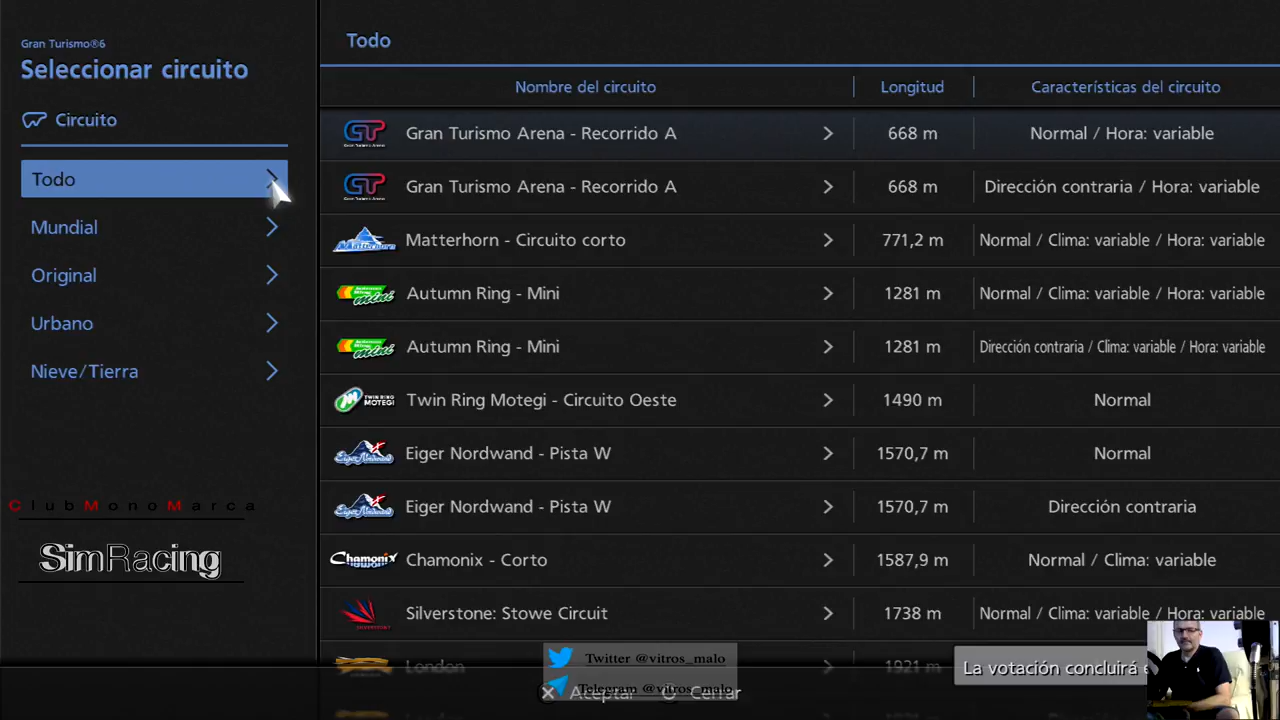 Gran Turismo®6
Seleccionar circuito
Circuito
Todo
Mundial
Original
Urbano
Nieve/Tierra
ClubMonoMarca
SimRacing
Todo
Nombre del circuito Longitud Características del circuito
Gran Turismo Arena - Recorrido A 668 m Normal / Hora: variable
Gran Turismo Arena - Recorrido A 668 m Dirección contraria / Hora: variable
Matterhorn - Circuito corto 771,2 m Normal / Clima: variable / Hora: variable
Autumn Ring - Mini 1281 m Normal / Clima: variable / Hora: variable
Autumn Ring - Mini 1281 m Dirección contraria / Clima: variable / Hora: variable
Twin Ring Motegi - Circuito Oeste 1490 m Normal
Eiger Nordwand - Pista W 1570,7 m Normal
Eiger Nordwand - Pista W 1570,7 m Dirección contraria
Chamonix - Corto 1587,9 m Normal / Clima: variable
Silverstone: Stowe Circuit 1738 m Normal / Clima: variable / Hora: variable
London 1921 m
Twitter @vitros_malo
Telegram @vitros_malo
Aceptar Cerrar
La votación concluirá